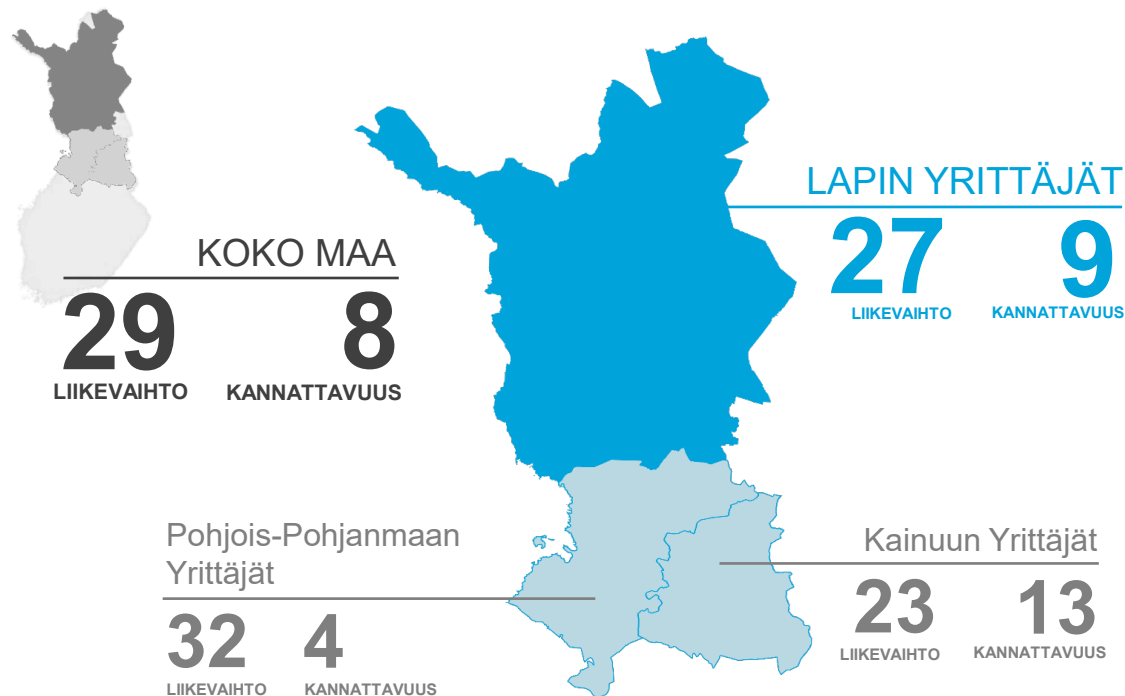 LAPIN YRITTÄJÄT
27 9
LIIKEVAIHTO KANNATTAVUUS
KOKO MAA
29 8
LIIKEVAIHTO KANNATTAVUUS
Pohjois-Pohjanmaan
Yrittäjät
32 4
LIIKEVAIHTO KANNATTAVUUS
Kainuun Yrittäjät
23 13
LIIKEVAIHTO KANNATTAVUUS